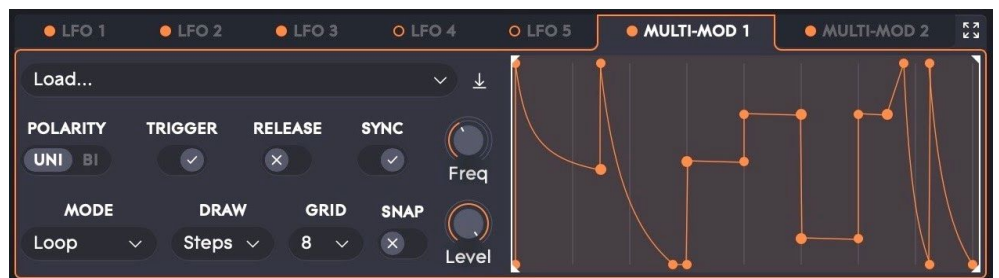 LFO 1 LFO 2 LFO 3 LFO 4 LFO 5 MULTI-MOD 1 MULTI-MOD 2
Load...
POLARITY TRIGGER RELEASE SYNC
UNI BI
Freq
MODE DRAW GRID SNAP
Loop Steps 8
Level